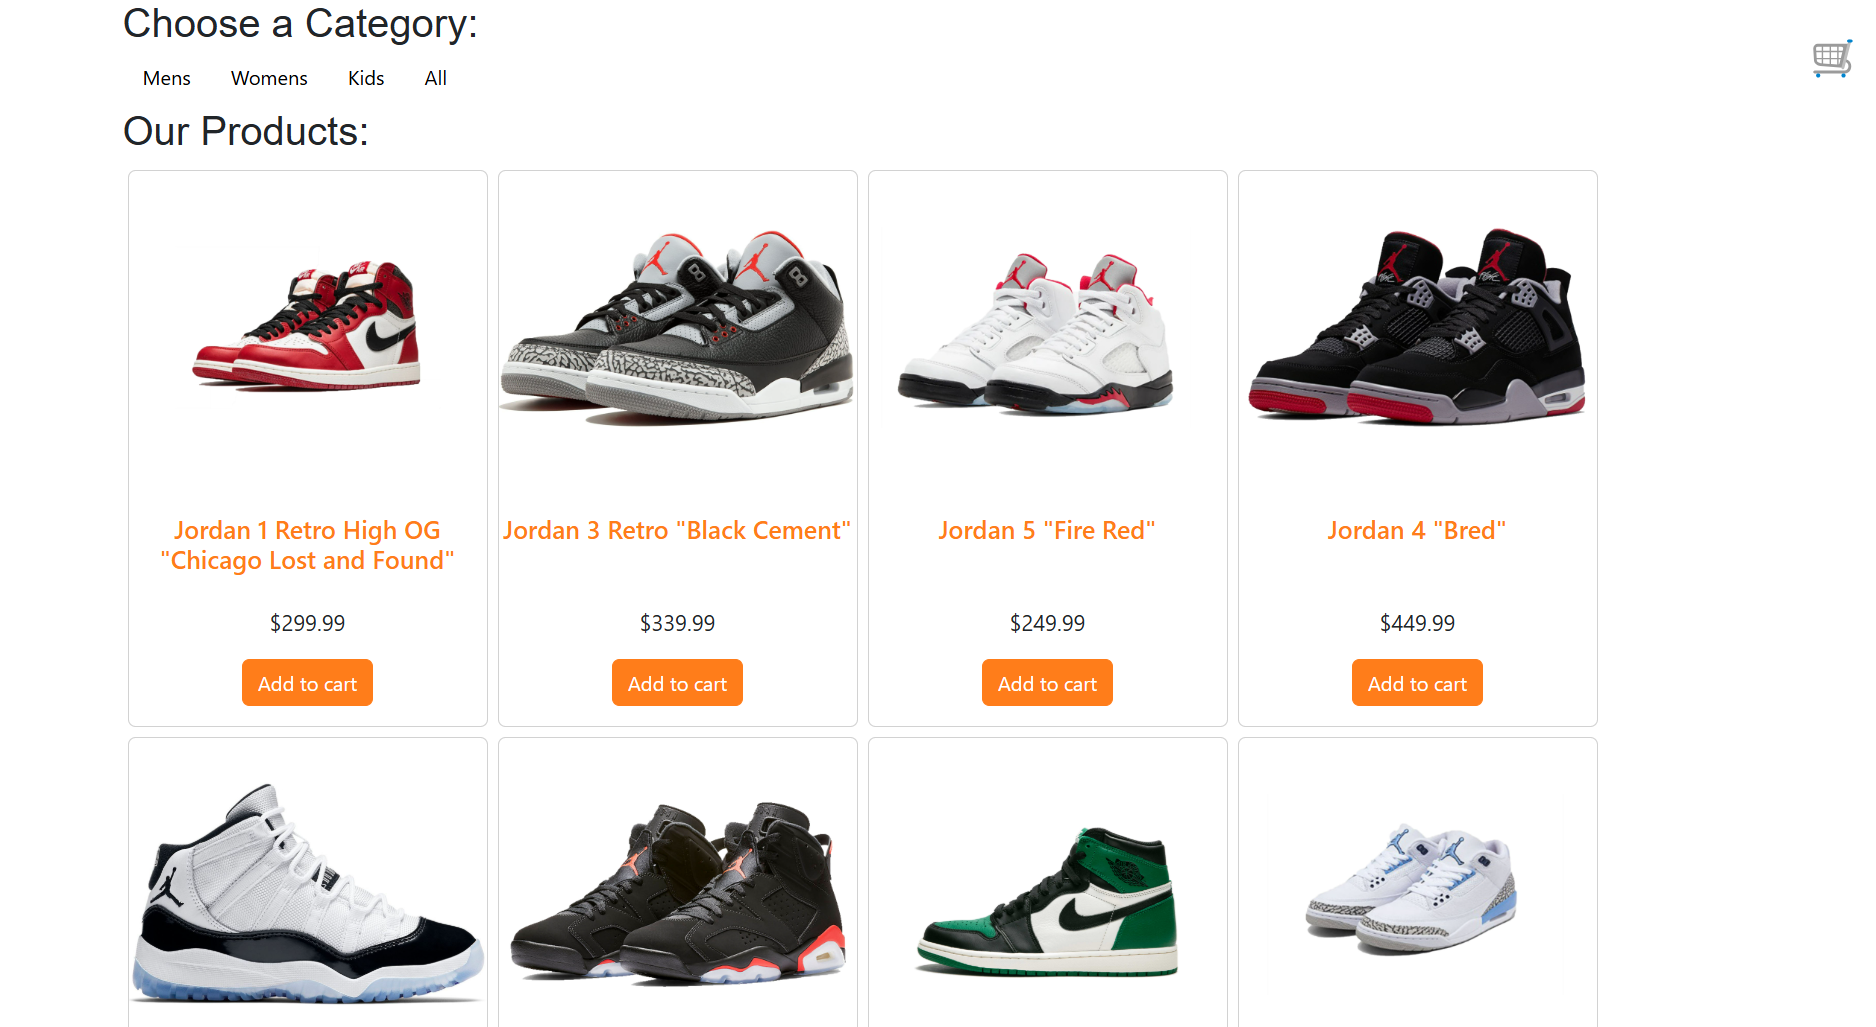 Choose a Category:
Mens Womens Kids All
Our Products:
Jordan 1 Retro High OG
"Chicago Lost and Found"
$299.99
Add to cart
Jordan 3 Retro "Black Cement"
$339.99
Add to cart
Jordan 5 "Fire Red"
$249.99
Add to cart
Jordan 4 "Bred"
$449.99
Add to cart